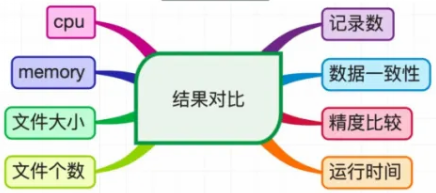 cpu
memory
文件大小
文件个数
结果对比
记录数
数据一致性
精度比较
运行时间